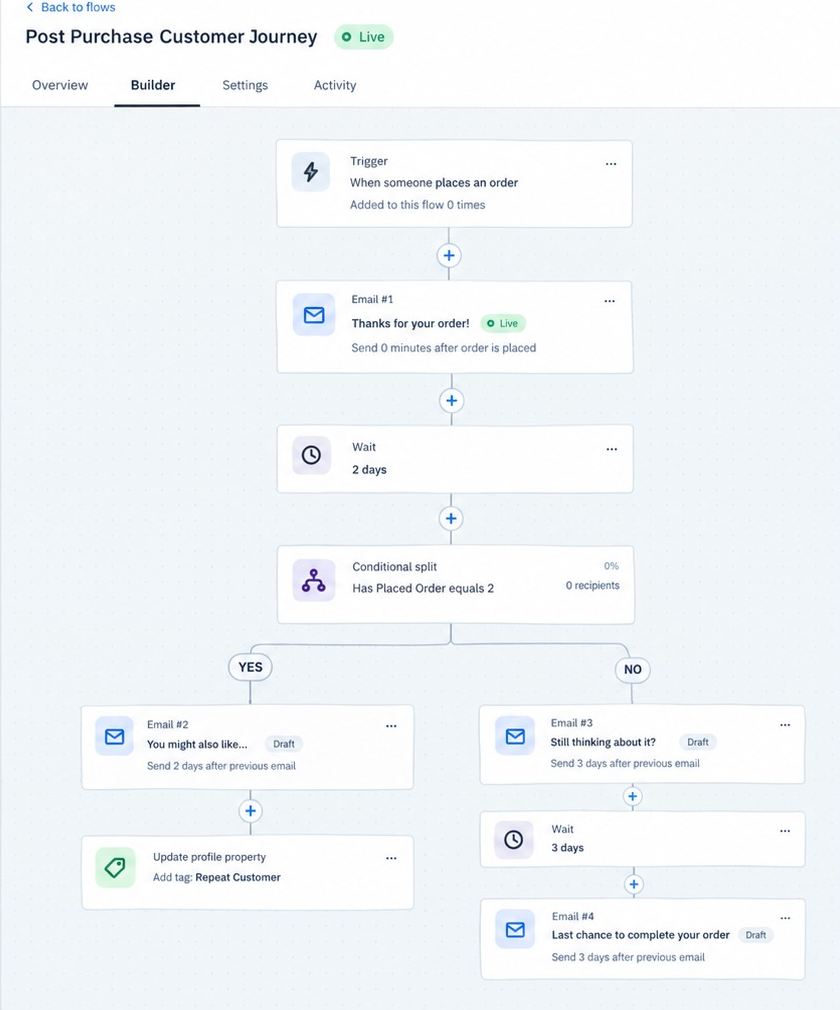 Back to flows
Post Purchase Customer Journey
Live
Overview
Builder
Settings
Activity
Trigger
When someone places an order
Added to this flow 0 times
Email #1
Thanks for your order!
Live
Send 0 minutes after order is placed
Wait
2 days
Conditional split
0%
Has Placed Order equals 2
0 recipients
YES
NO
Email #2
You might also like...
Draft
Send 2 days after previous email
Update profile property
Add tag: Repeat Customer
Email #3
Still thinking about it?
Draft
Send 3 days after previous email
Wait
3 days
Email #4
Last chance to complete your order
Draft
Send 3 days after previous email